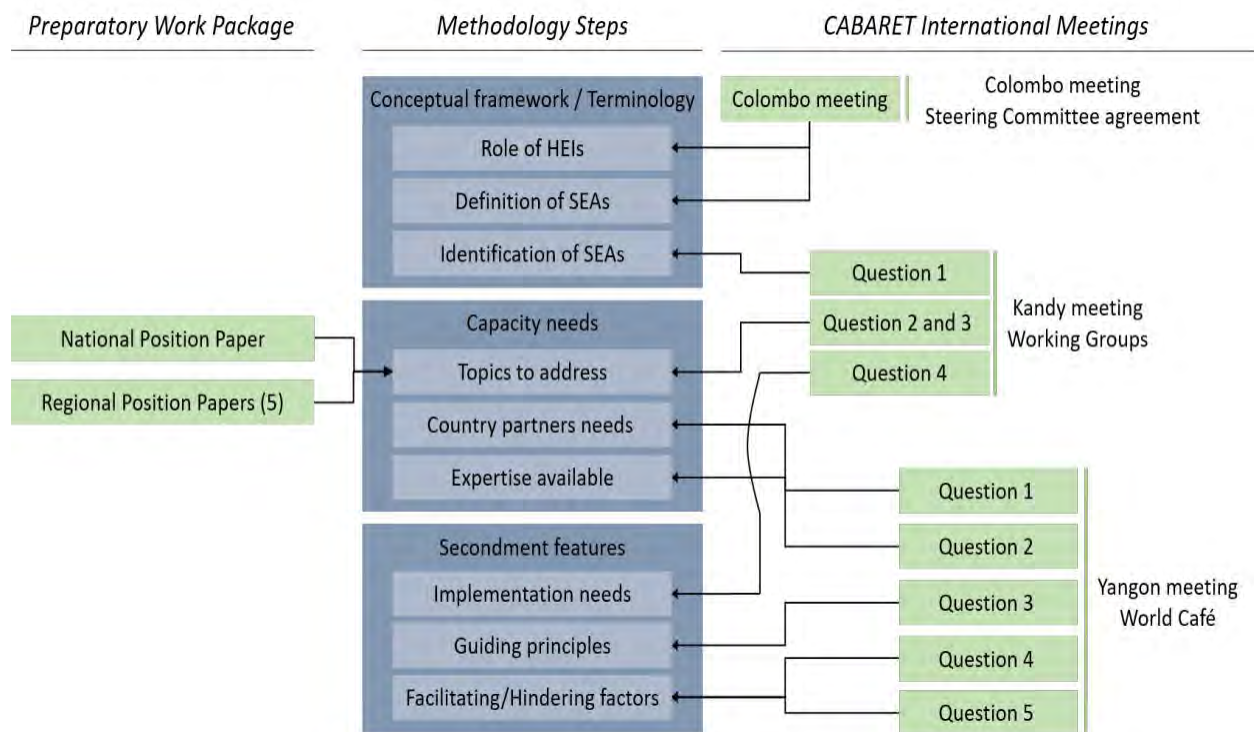 Preparatory Work Package
Methodology Steps
CABARET International Meetings
Conceptual framework / Terminology
Role of HEIs
Definition of SEAs
Identification of SEAs
Colombo meeting
Colombo meeting
Steering Committee agreement
Question 1
Question 2 and 3
Question 4
Kandy meeting
Working Groups
National Position Paper
Regional Position Papers (5)
Capacity needs
Topics to address
Country partners needs
Expertise available
Secondment features
Implementation needs
Guiding principles
Facilitating/Hindering factors
Question 1
Question 2
Question 3
Question 4
Question 5
Yangon meeting
World Café